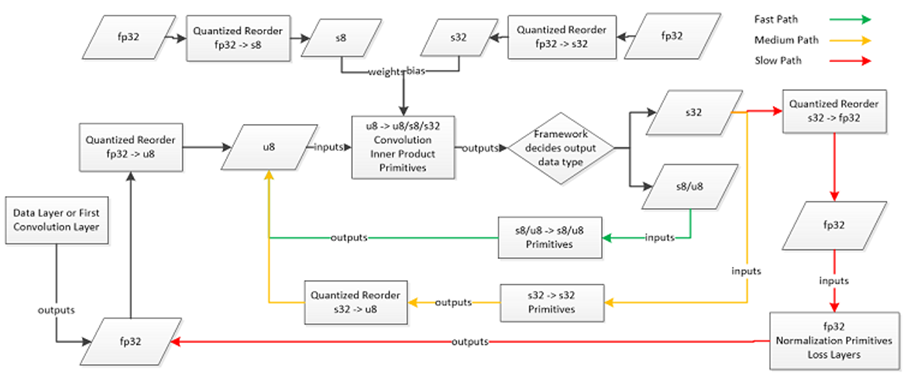 fp32
Quantized Reorder
fp32 -> s8
s8
s32
Quantized Reorder
fp32 -> s32
fp32
Fast Path
Medium Path
Slow Path
weights
bias
Quantized Reorder
fp32 -> u8
u8
inputs
u8 -> u8/s8/s32
Convolution
Inner Product
Primitives
outputs
Framework
decides output
data type
s32
Quantized Reorder
s32 -> fp32
s8/u8
Data Layer or First
Convolution Layer
outputs
s8/u8 -> s8/u8
Primitives
inputs
fp32
inputs
inputs
Quantized Reorder
s32 -> u8
outputs
s32 -> s32
Primitives
outputs
fp32
outputs
fp32
Normalization Primitives
Loss Layers